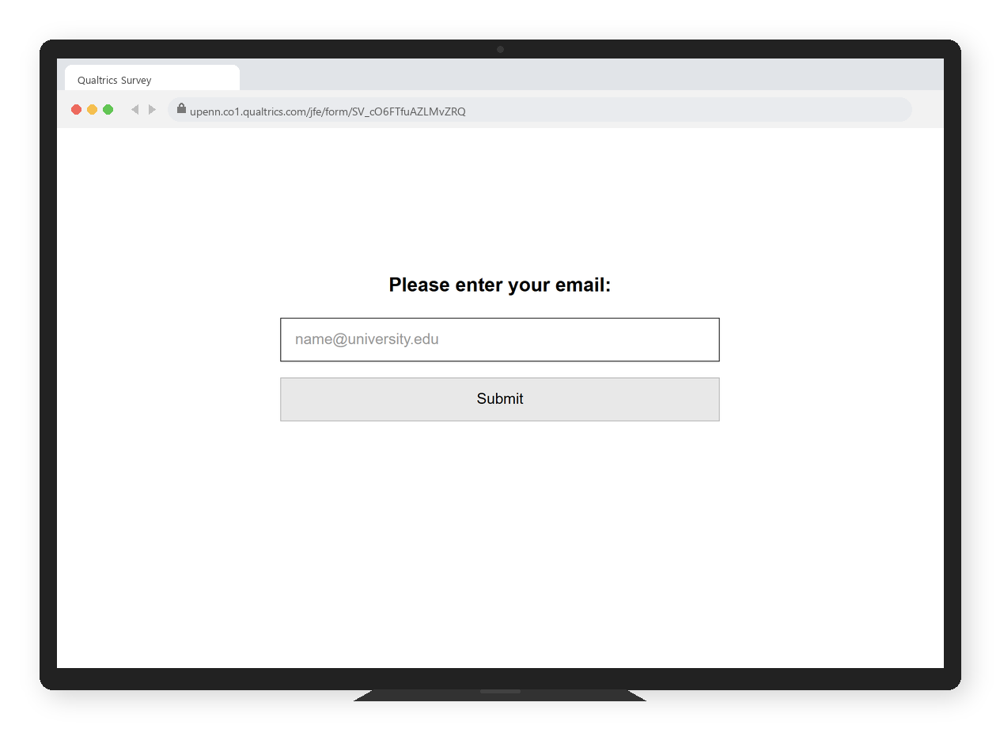 Qualtrics Survey
upenn.co1.qualtrics.com/jfe/form/SV_cO6FTfuAZLMvZRQ
Please enter your email:
name@university.edu
Submit